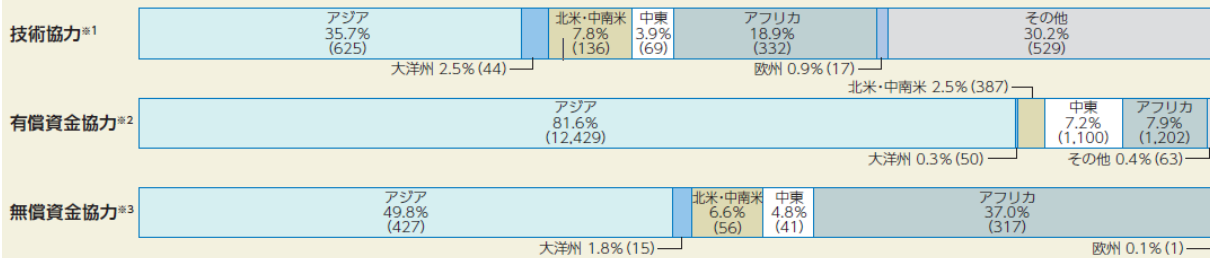 技術協力※1
アジア
35.7%
(625)
大洋州 2.5%(44)
北米・中南米
7.8%
(136)
中東
3.9%
(69)
アフリカ
18.9%
(332)
欧州 0.9%(17)
その他
30.2%
(529)
有償資金協力※2
アジア
81.6%
(12,429)
大洋州 0.3%(50)
北米・中南米 2.5%(387)
中東
7.2%
(1,100)
アフリカ
7.9%
(1,202)
その他 0.4%(63)
無償資金協力※3
アジア
49.8%
(427)
大洋州 1.8%(15)
北米・中南米
6.6%
(56)
中東
4.8%
(41)
アフリカ
37.0%
(317)
欧州 0.1%(1)